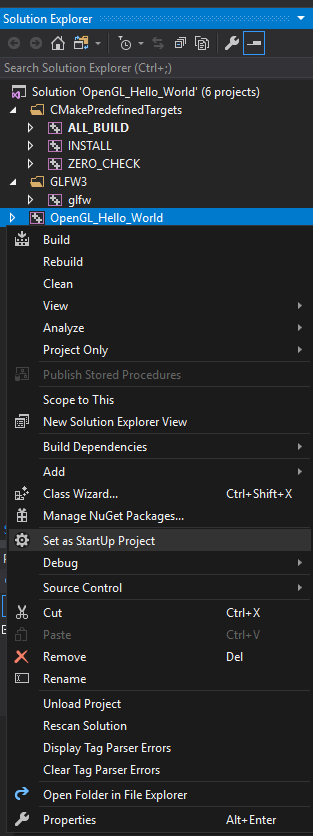 Solution Explorer
Search Solution Explorer (Ctrl+;)
Solution 'OpenGL_Hello_World' (6 projects)
CMakePredefinedTargets
ALL_BUILD
INSTALL
ZERO_CHECK
GLFW3
glfw
OpenGL_Hello_World
Build
Rebuild
Clean
View
Analyze
Project Only
Publish Stored Procedures
Scope to This
New Solution Explorer View
Build Dependencies
Add
Class Wizard... Ctrl+Shift+X
Manage NuGet Packages...
Set as StartUp Project
Debug
Source Control
Cut Ctrl+X
Paste Ctrl+V
Remove Del
Rename
Unload Project
Rescan Solution
Display Tag Parser Errors
Clear Tag Parser Errors
Open Folder in File Explorer
Properties Alt+Enter